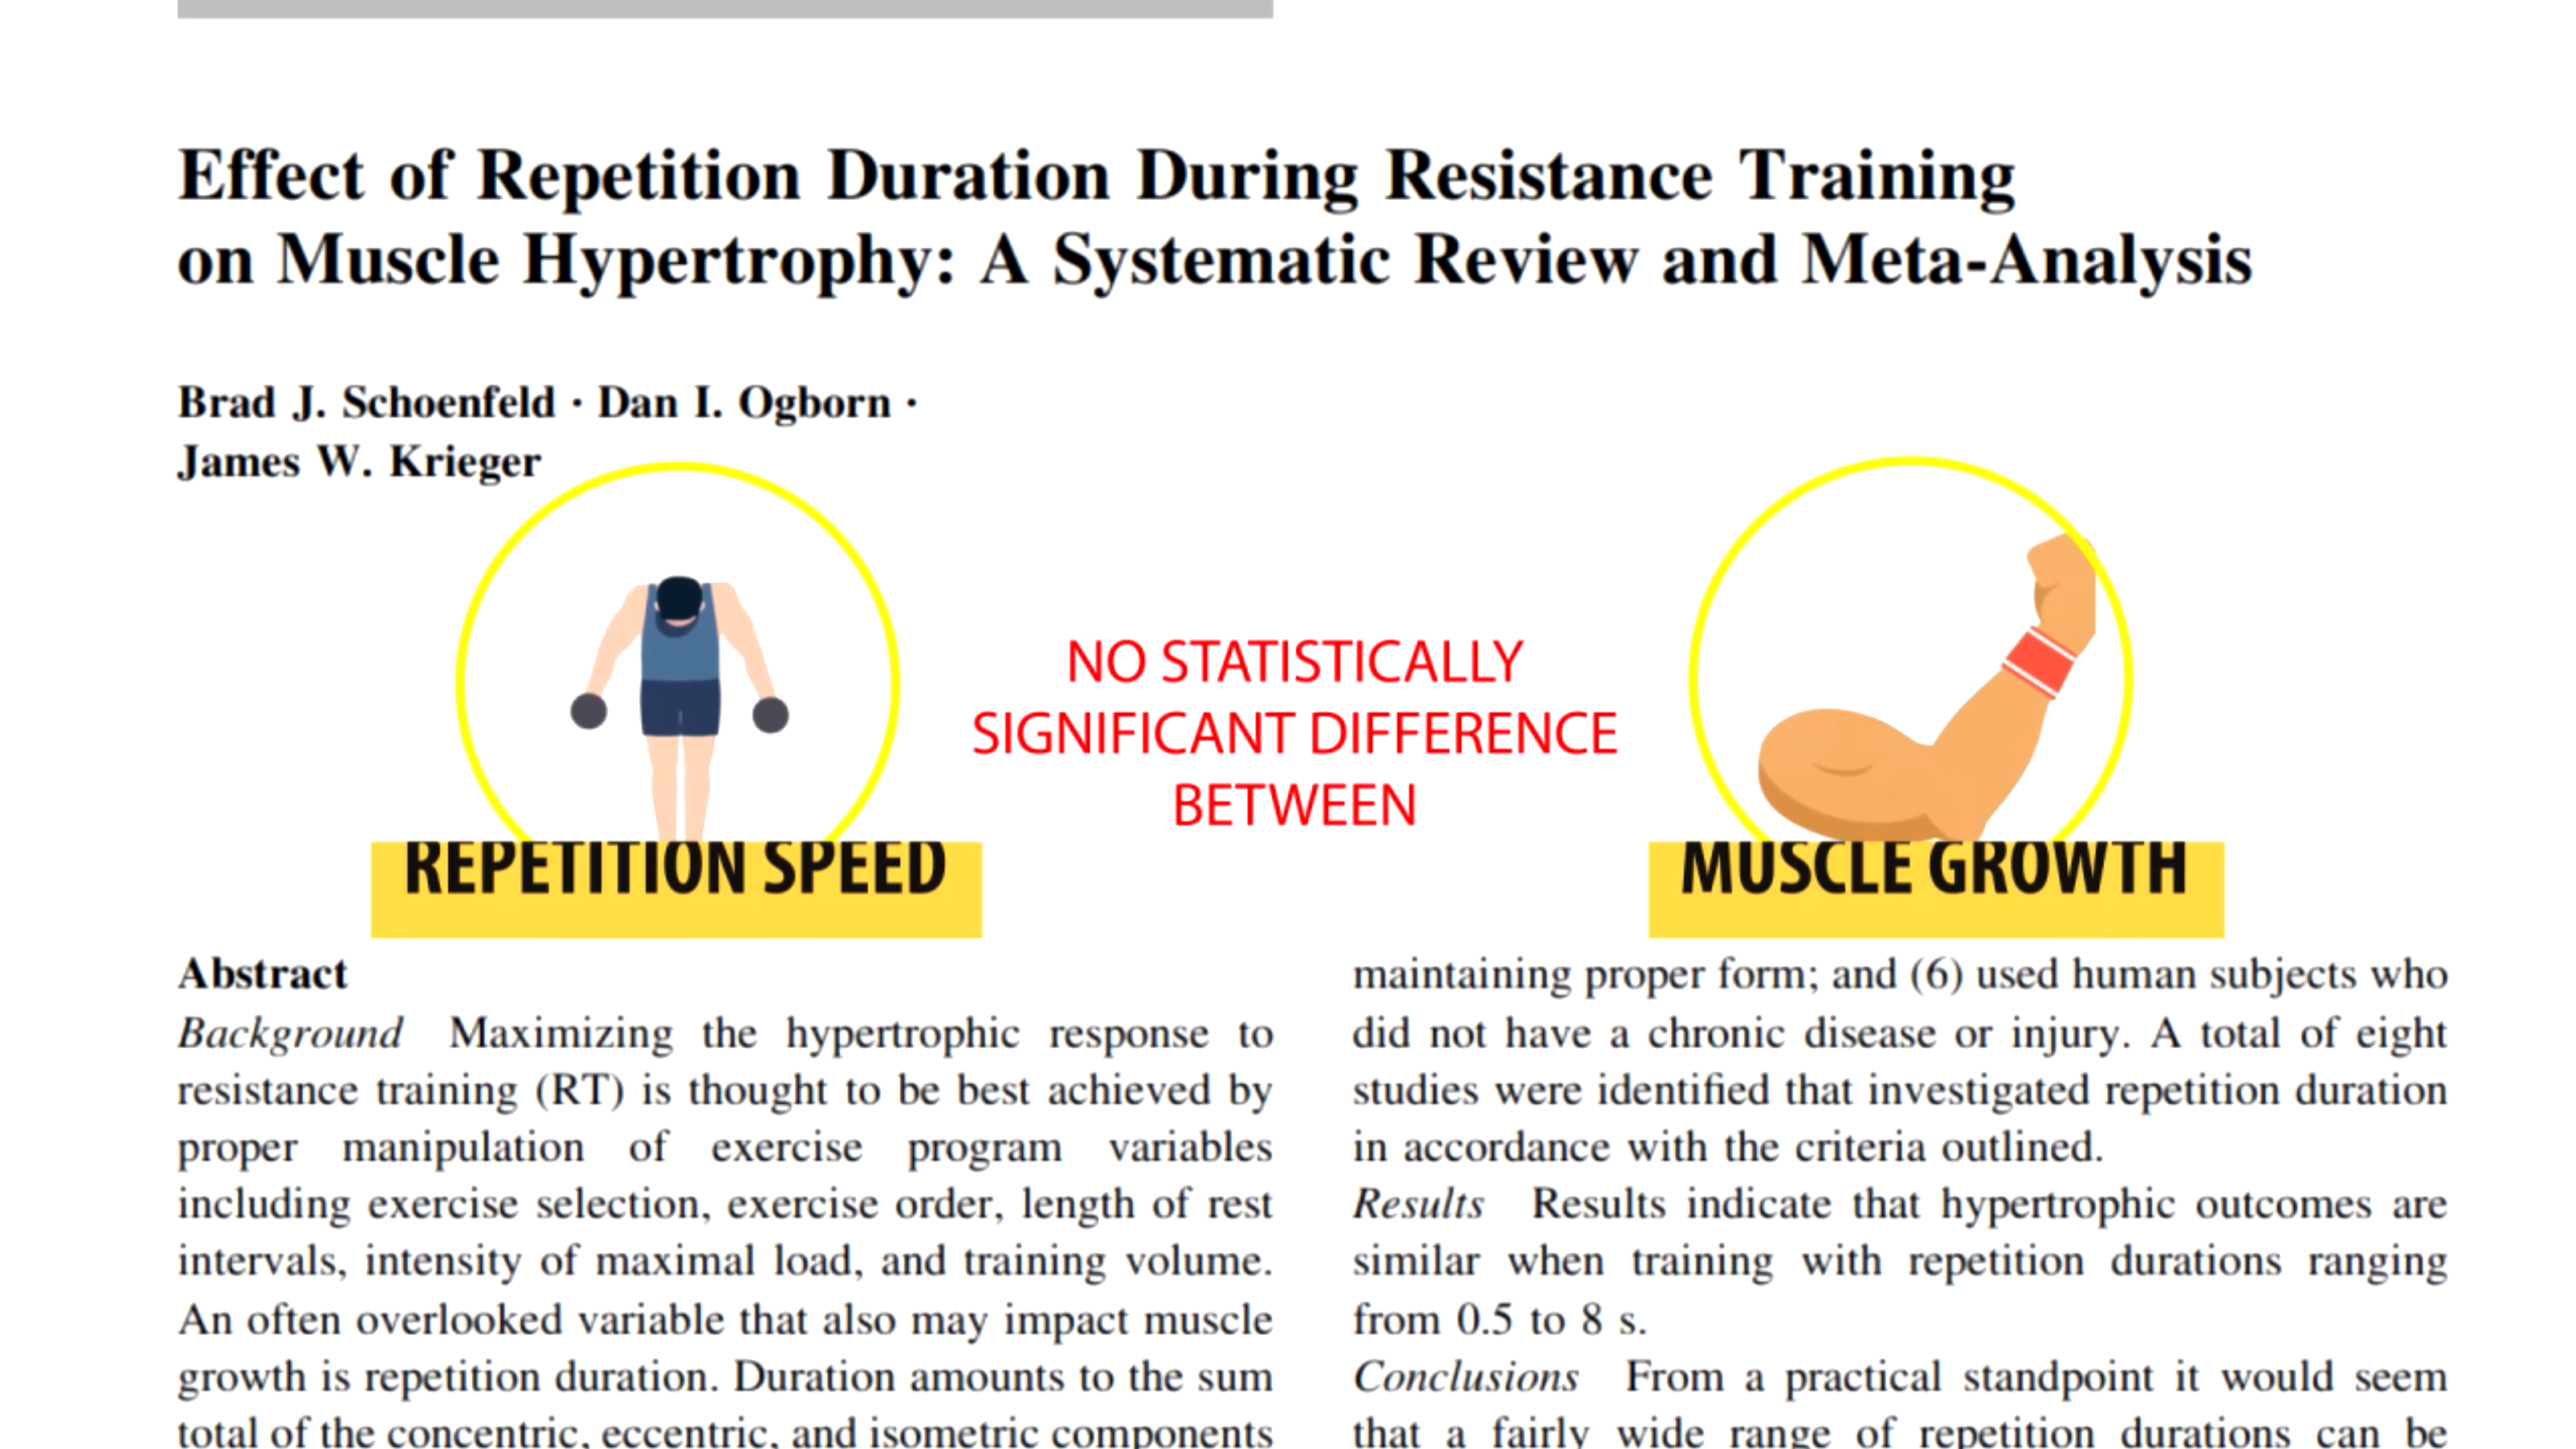 Effect of Repetition Duration During Resistance Training
on Muscle Hypertrophy: A Systematic Review and Meta-Analysis
Brad J. Schoenfeld · Dan I. Ogborn ·
James W. Krieger
NO STATISTICALLY
SIGNIFICANT DIFFERENCE
BETWEEN
REPETITION SPEED
MUSCLE GROWTH
Abstract
Background Maximizing the hypertrophic response to
resistance training (RT) is thought to be best achieved by
proper manipulation of exercise program variables
including exercise selection, exercise order, length of rest
intervals, intensity of maximal load, and training volume.
An often overlooked variable that also may impact muscle
growth is repetition duration. Duration amounts to the sum
total of the concentric, eccentric, and isometric components
maintaining proper form; and (6) used human subjects who
did not have a chronic disease or injury. A total of eight
studies were identified that investigated repetition duration
in accordance with the criteria outlined.
Results Results indicate that hypertrophic outcomes are
similar when training with repetition durations ranging
from 0.5 to 8 s.
Conclusions From a practical standpoint it would seem
that a fairly wide range of repetition durations can be